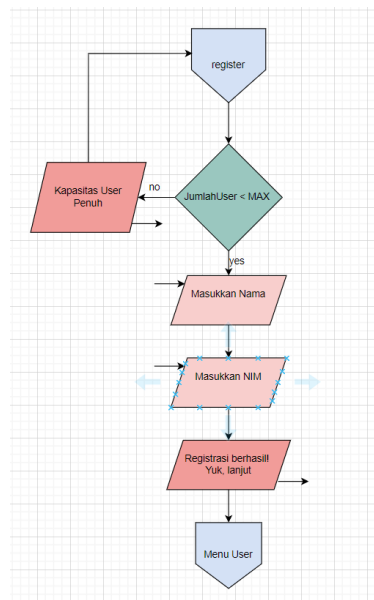 register
JumlahUser < MAX
no
Kapasitas User
Penuh
yes
Masukkan Nama
Masukkan NIM
Registrasi berhasil!
Yuk, lanjut
Menu User